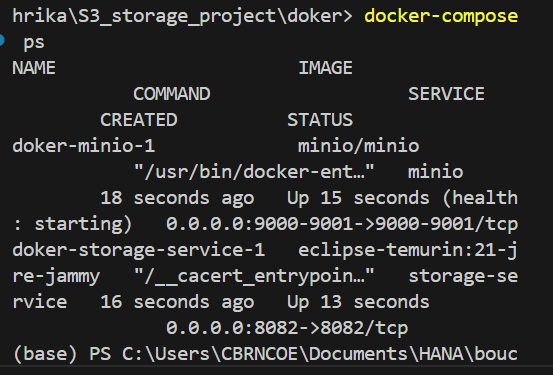 hrika\S3_storage_project\doker> docker-compose
ps
NAME IMAGE
COMMAND SERVICE
CREATED STATUS
doker-minio-1 minio/minio
"/usr/bin/docker-ent…" minio
18 seconds ago Up 15 seconds (health
: starting) 0.0.0.0:9000-9001->9000-9001/tcp
doker-storage-service-1 eclipse-temurin:21-j
re-jammy "/__cacert_entrypoin…" storage-se
rvice 16 seconds ago Up 13 seconds
0.0.0.0:8082->8082/tcp
(base) PS C:\Users\CBRNCOE\Documents\HANA\bouc